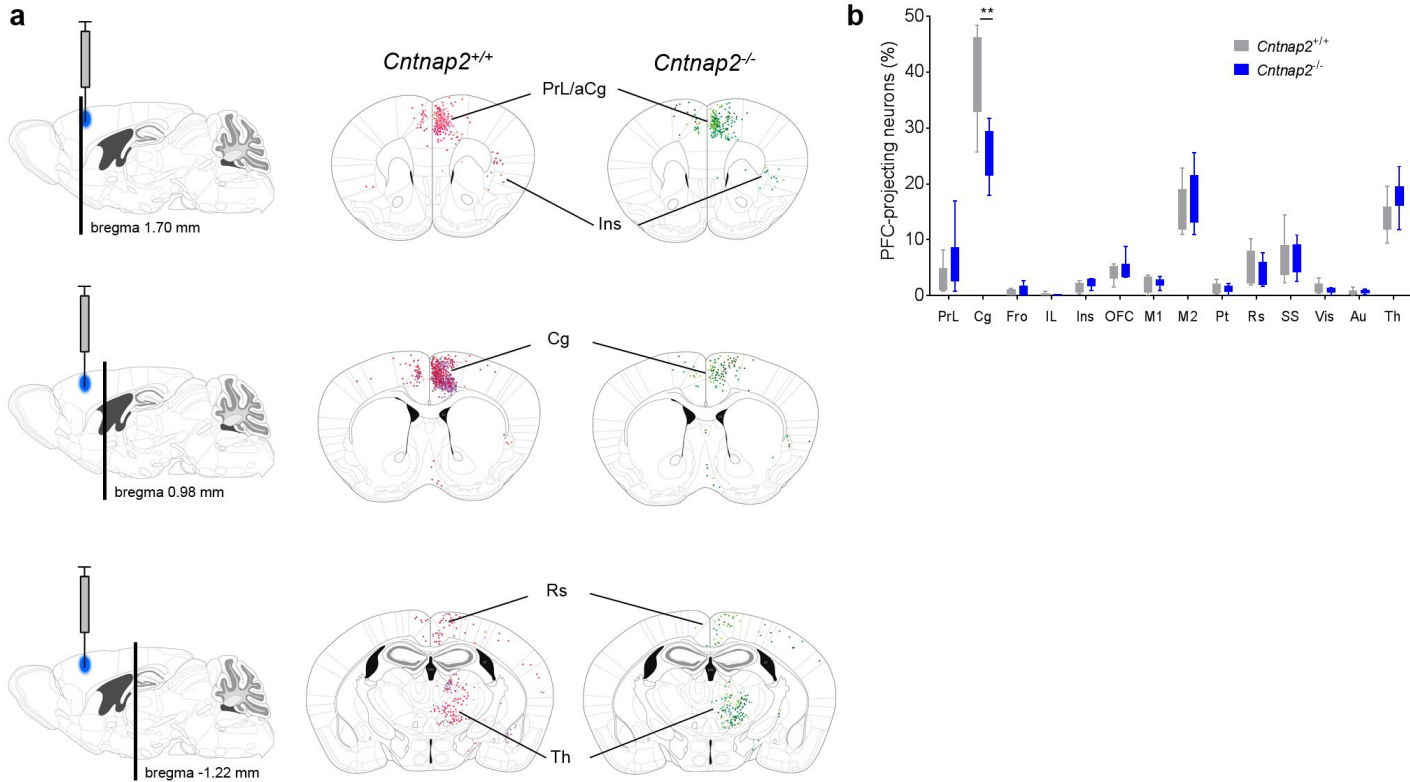 a
Cntnap2+/+
Cntnap2-/-
PrL/aCg
Ins
bregma 1.70 mm
Cg
bregma 0.98 mm
Rs
Th
bregma -1.22 mm
b
PFC-projecting neurons (%)
50
40
30
20
10
0
**
Cntnap2+/+
Cntnap2-/-
PrL Cg Fro IL Ins OFC M1 M2 Pt Rs SS Vis Au Th